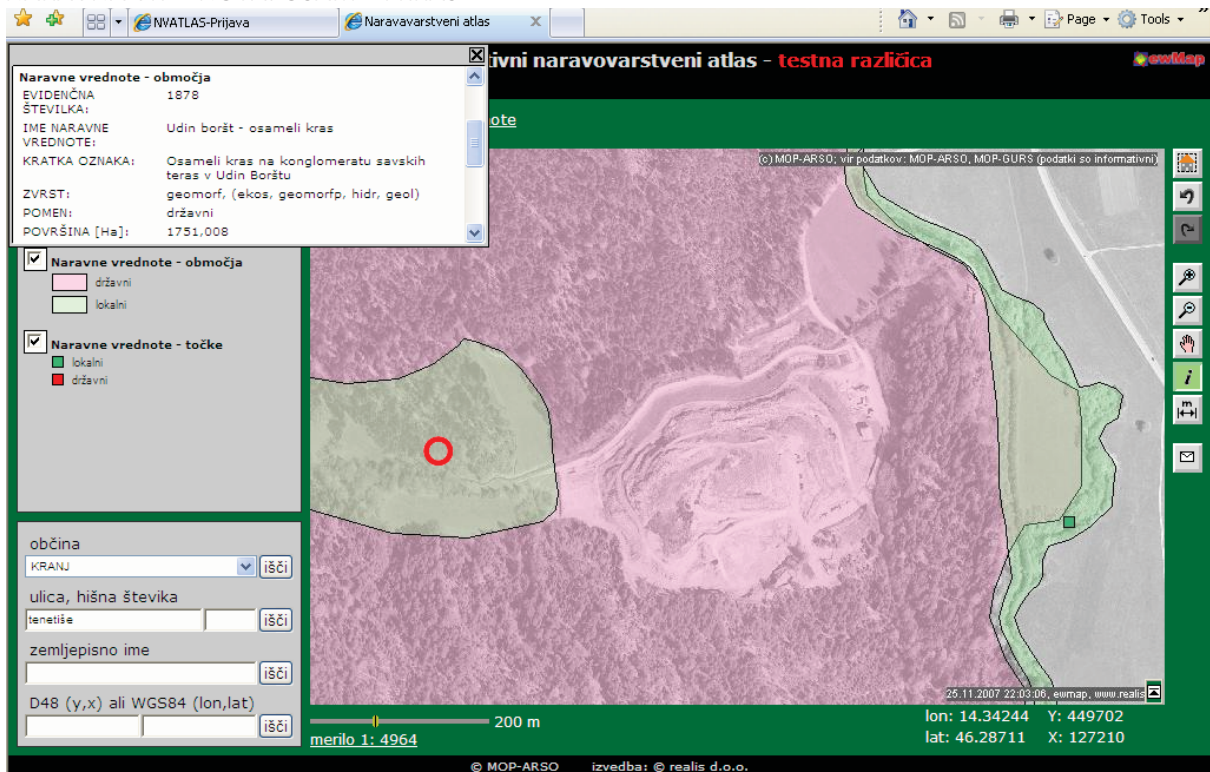 NVATLAS-Prijava
Naravavarstveni atlas
X
Page
Tools
tivni naravovarstveni atlas - testna različica
ewMap
Naravne vrednote - območja
EVIDENČNA ŠTEVILKA: 1878
IME NARAVNE VREDNOTE: Udin boršt - osameli kras
KRATKA OZNAKA: Osameli kras na konglomeratu savskih
teras v Udin Borštu
ZVRST: geomorf, (ekos, geomorfp, hidr, geol)
POMEN: državni
POVRŠINA [Ha]: 1751,008
ote
(c) MOP-ARSO; vir podatkov: MOP-ARSO, MOP-GURS (podatki so informativni)
Naravne vrednote - območja
državni
lokalni
Naravne vrednote - točke
lokalni
državni
občina
KRANJ
išči
ulica, hišna števika
tenetiše
išči
zemljepisno ime
išči
D48 (y,x) ali WGS84 (lon,lat)
išči
i
m
25.11.2007 22:03:06, ewmap, www.realis
200 m
merilo 1: 4964
lon: 14.34244 Y: 449702
lat: 46.28711 X: 127210
© MOP-ARSO izvedba: © realis d.o.o.